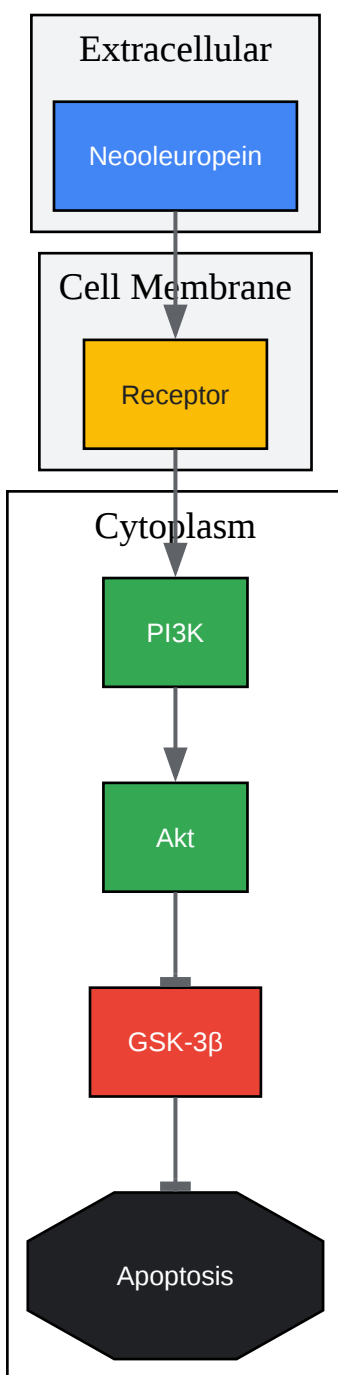 Extracellular
Neooleuropein
Cell Membrane
Receptor
Cytoplasm
PI3K
Akt
GSK-3β
Apoptosis